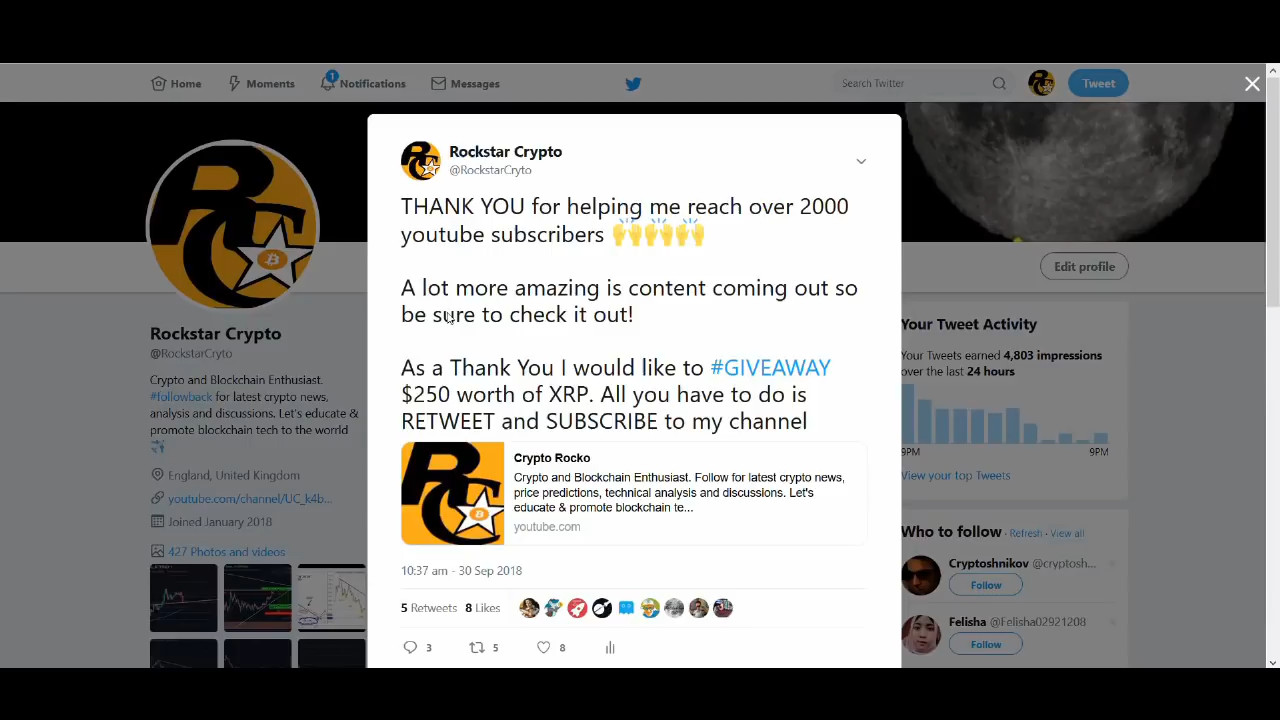 Home
Moments
1
Notifications
Messages
Search Twitter
Tweet
Rockstar Crypto
@RockstarCryto
THANK YOU for helping me reach over 2000
youtube subscribers 🙌🙌🙌
A lot more amazing is content coming out so
be sure to check it out!
As a Thank You I would like to #GIVEAWAY
$250 worth of XRP. All you have to do is
RETWEET and SUBSCRIBE to my channel
Crypto Rocko
Crypto and Blockchain Enthusiast. Follow for latest crypto news,
price predictions, technical analysis and discussions. Let's
educate & promote blockchain te...
youtube.com
10:37 am - 30 Sep 2018
5 Retweets 8 Likes
3
5
8
Rockstar Crypto
@RockstarCryto
Crypto and Blockchain Enthusiast.
#followback for latest crypto news,
analysis and discussions. Let's educate &
promote blockchain tech to the worrld
England, United Kingdom
youtube.com/channel/UC_k4b...
Joined January 2018
427 Photos and videos
Edit profile
Your Tweet Activity
Your Tweets earned 4,803 impressions
over the last 24 hours
9PM
9PM
View your top Tweets
Who to follow · Refresh · View all
Cryptoshnikov @cryptosh...
Follow
Felisha @Felisha02921208
Follow